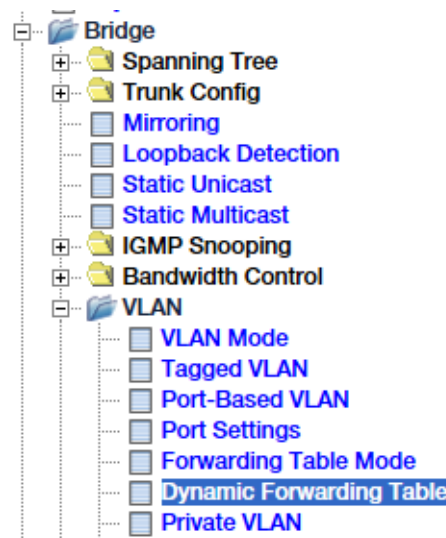 Bridge
Spanning Tree
Trunk Config
Mirroring
Loopback Detection
Static Unicast
Static Multicast
IGMP Snooping
Bandwidth Control
VLAN
VLAN Mode
Tagged VLAN
Port-Based VLAN
Port Settings
Forwarding Table Mode
Dynamic Forwarding Table
Private VLAN